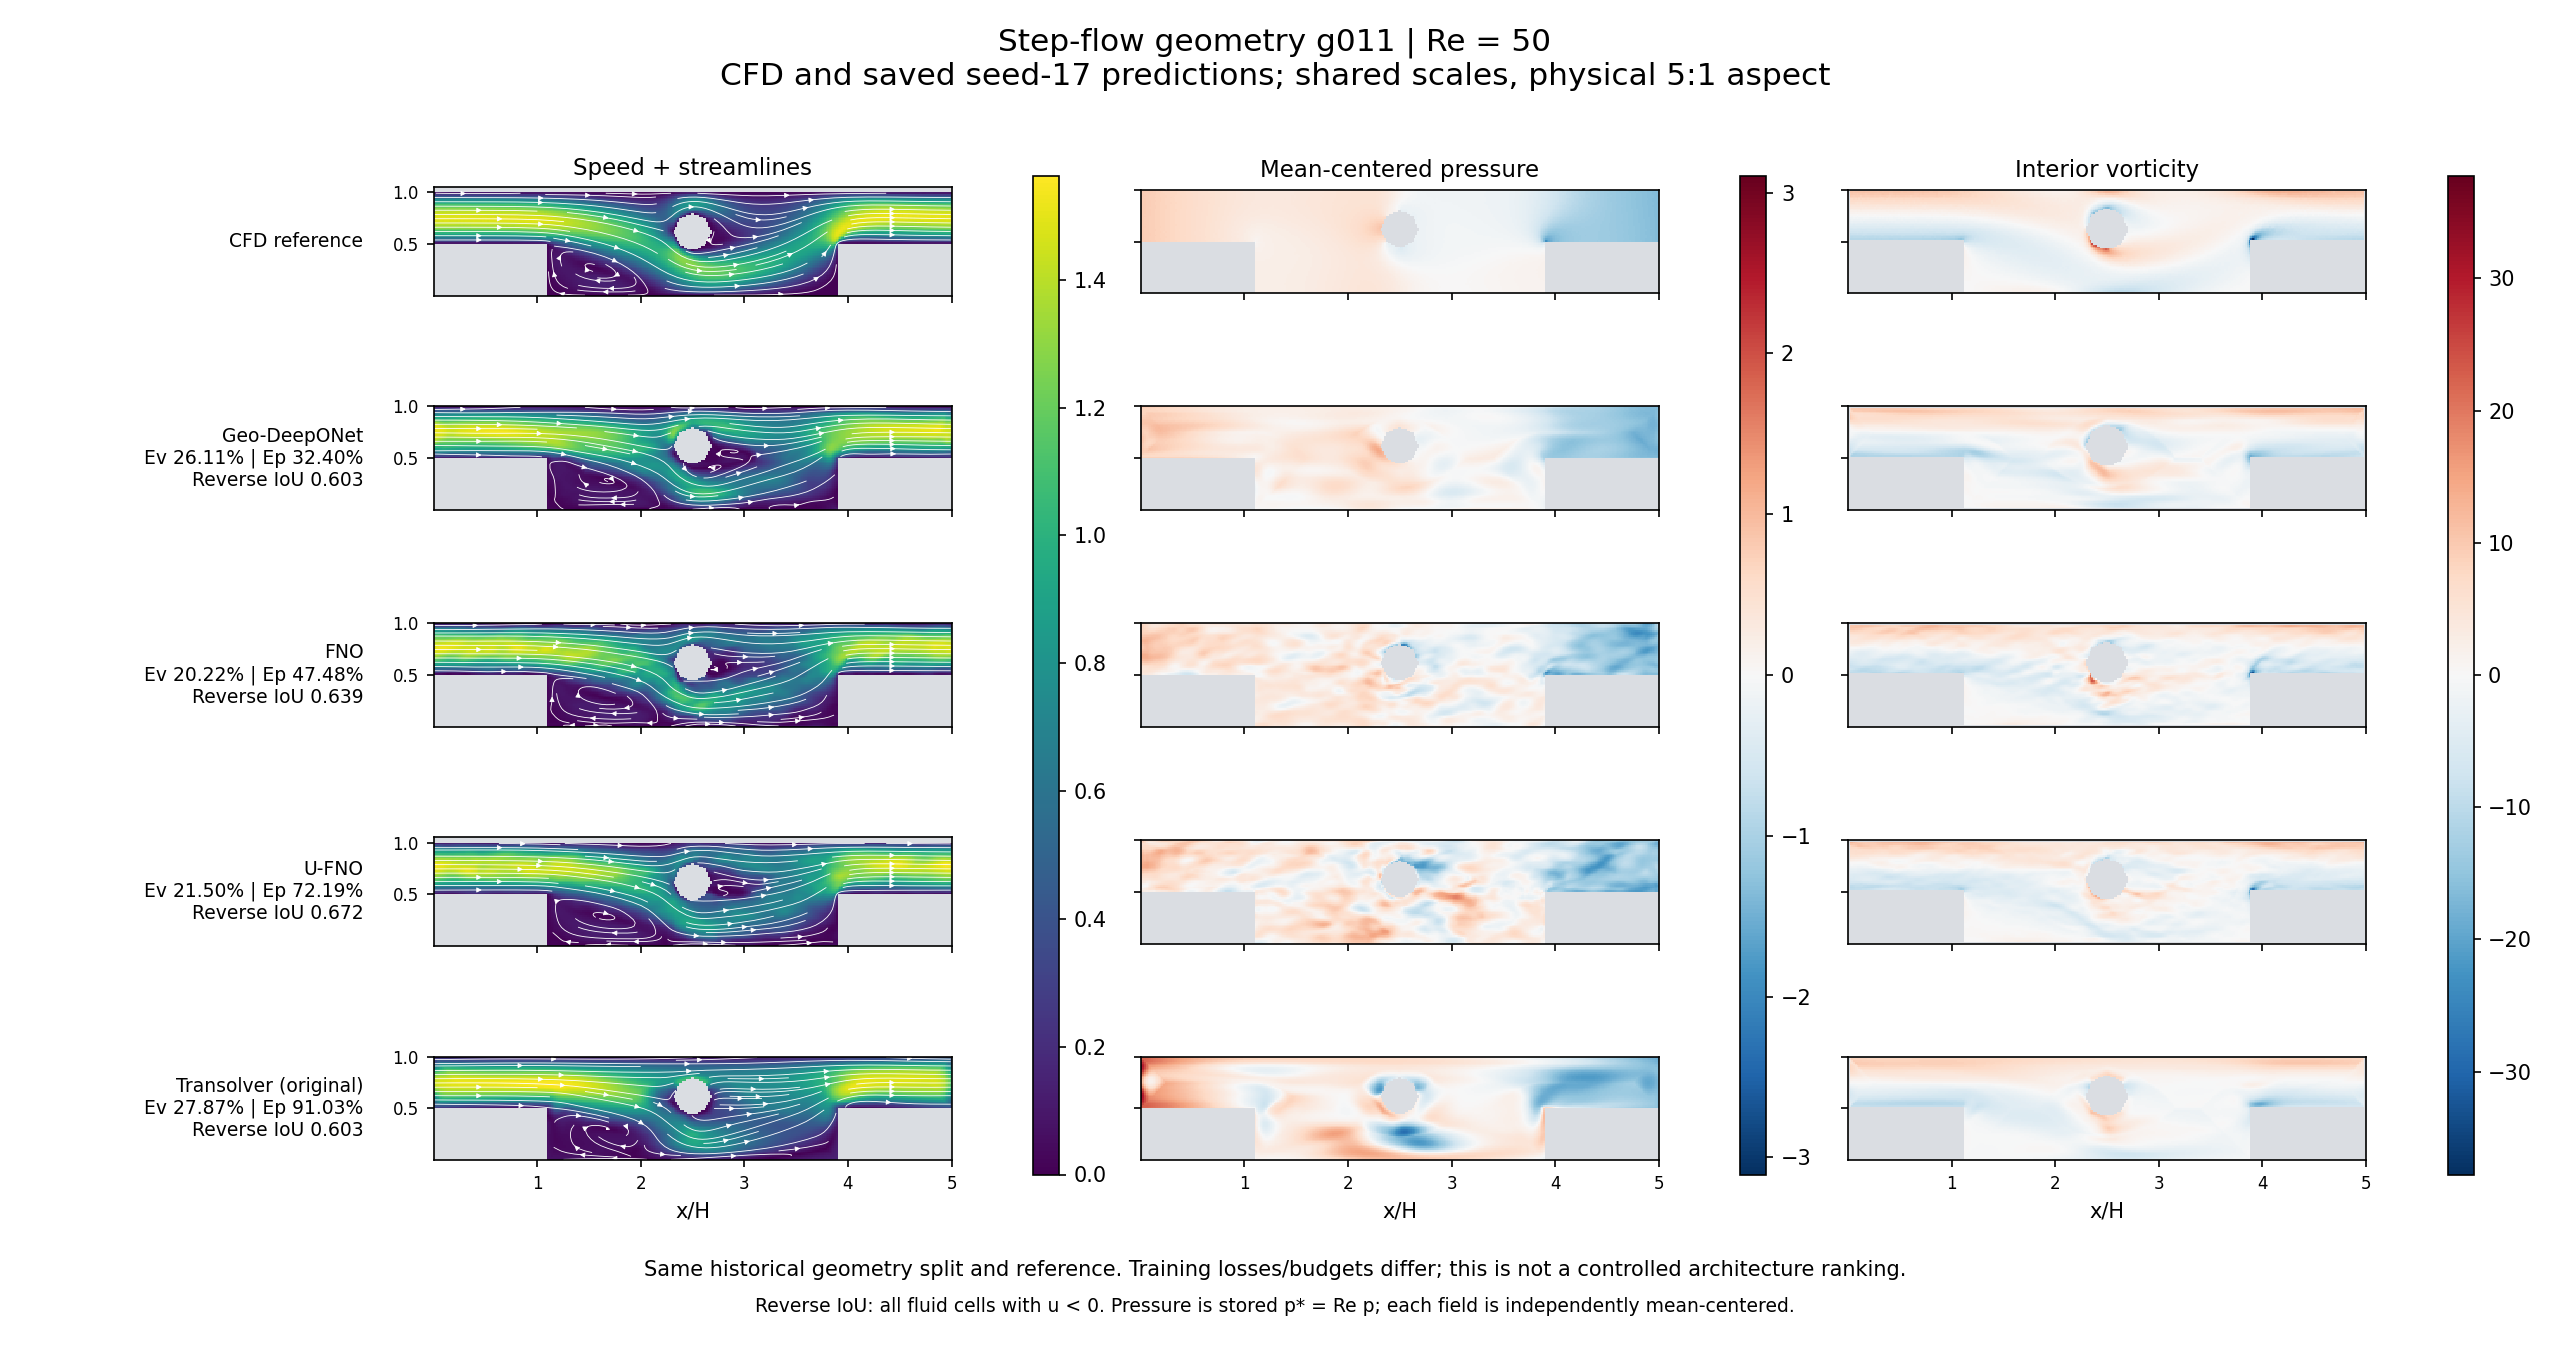 Step-flow geometry g011 | Re = 50
CFD and saved seed-17 predictions; shared scales, physical 5:1 aspect
Speed + streamlines
Mean-centered pressure
Interior vorticity
CFD reference
1.0
0.5
Geo-DeepONet
Ev 26.11% | Ep 32.40%
Reverse IoU 0.603
1.0
0.5
FNO
Ev 20.22% | Ep 47.48%
Reverse IoU 0.639
1.0
0.5
U-FNO
Ev 21.50% | Ep 72.19%
Reverse IoU 0.672
1.0
0.5
Transolver (original)
Ev 27.87% | Ep 91.03%
Reverse IoU 0.603
1.0
0.5
1 2 3 4 5
x/H
1.4
1.2
1.0
0.8
0.6
0.4
0.2
0.0
1 2 3 4 5
x/H
3
2
1
0
−1
−2
−3
1 2 3 4 5
x/H
30
20
10
0
−10
−20
−30
Same historical geometry split and reference. Training losses/budgets differ; this is not a controlled architecture ranking.
Reverse IoU: all fluid cells with u < 0. Pressure is stored p* = Re p; each field is independently mean-centered.